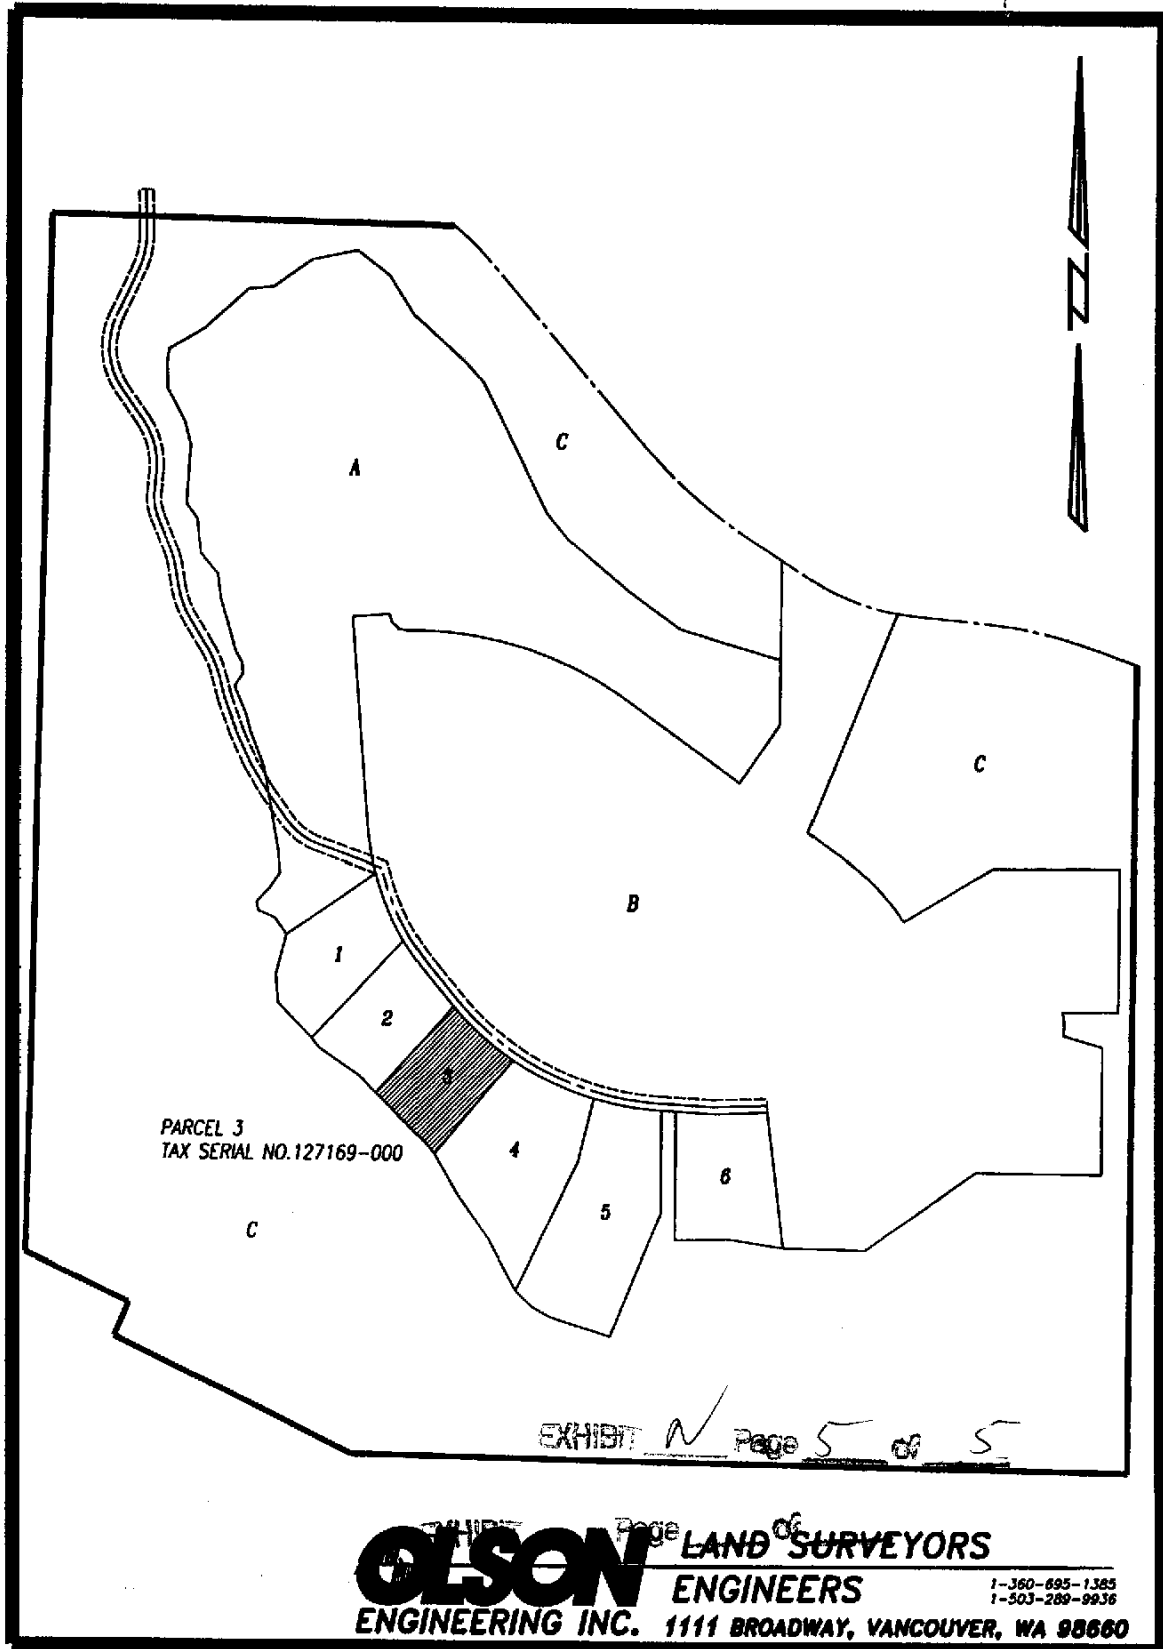 N
C
A
C
B
1
2
3
PARCEL 3
TAX SERIAL NO.127169-000
4
6
5
C
EXHIBIT N Page 5 of 5
EXHIBIT Page of
OLSON
ENGINEERING INC.
LAND SURVEYORS
ENGINEERS
1-360-695-1385
1-503-289-9936
1111 BROADWAY, VANCOUVER, WA 98660